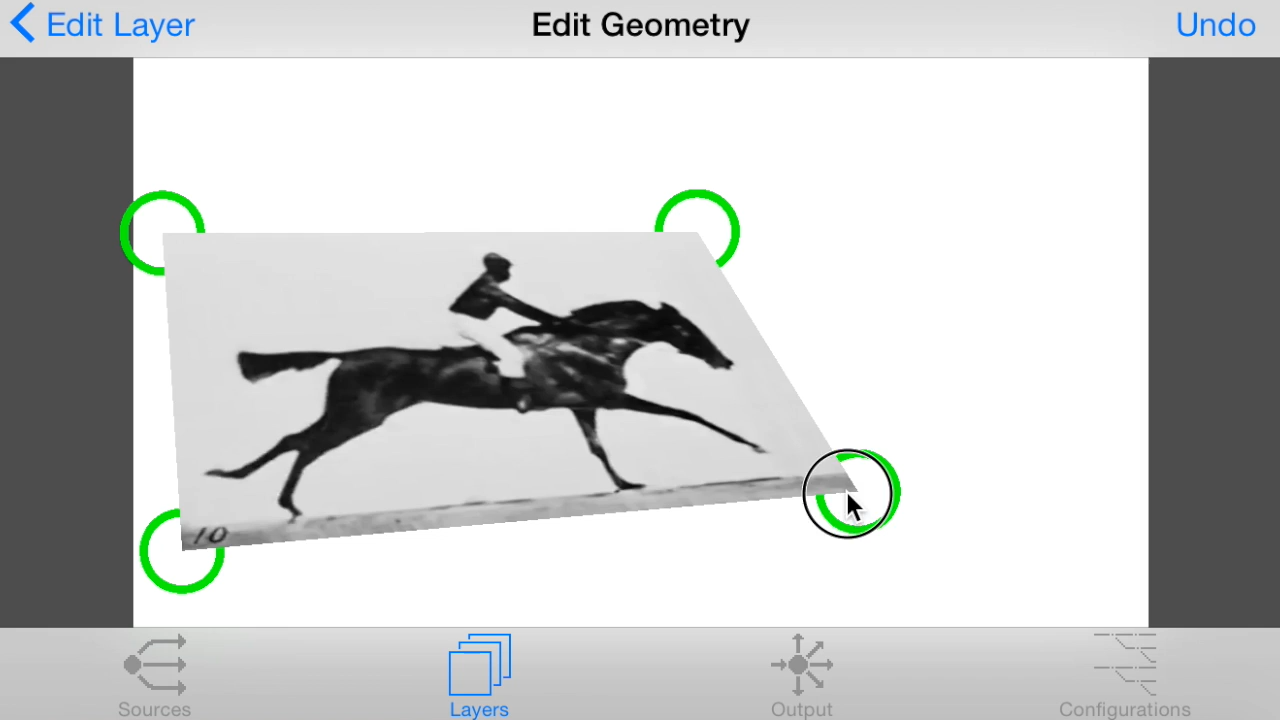 Edit Layer
Edit Geometry
Undo
10
Sources
Layers
Output
Configurations